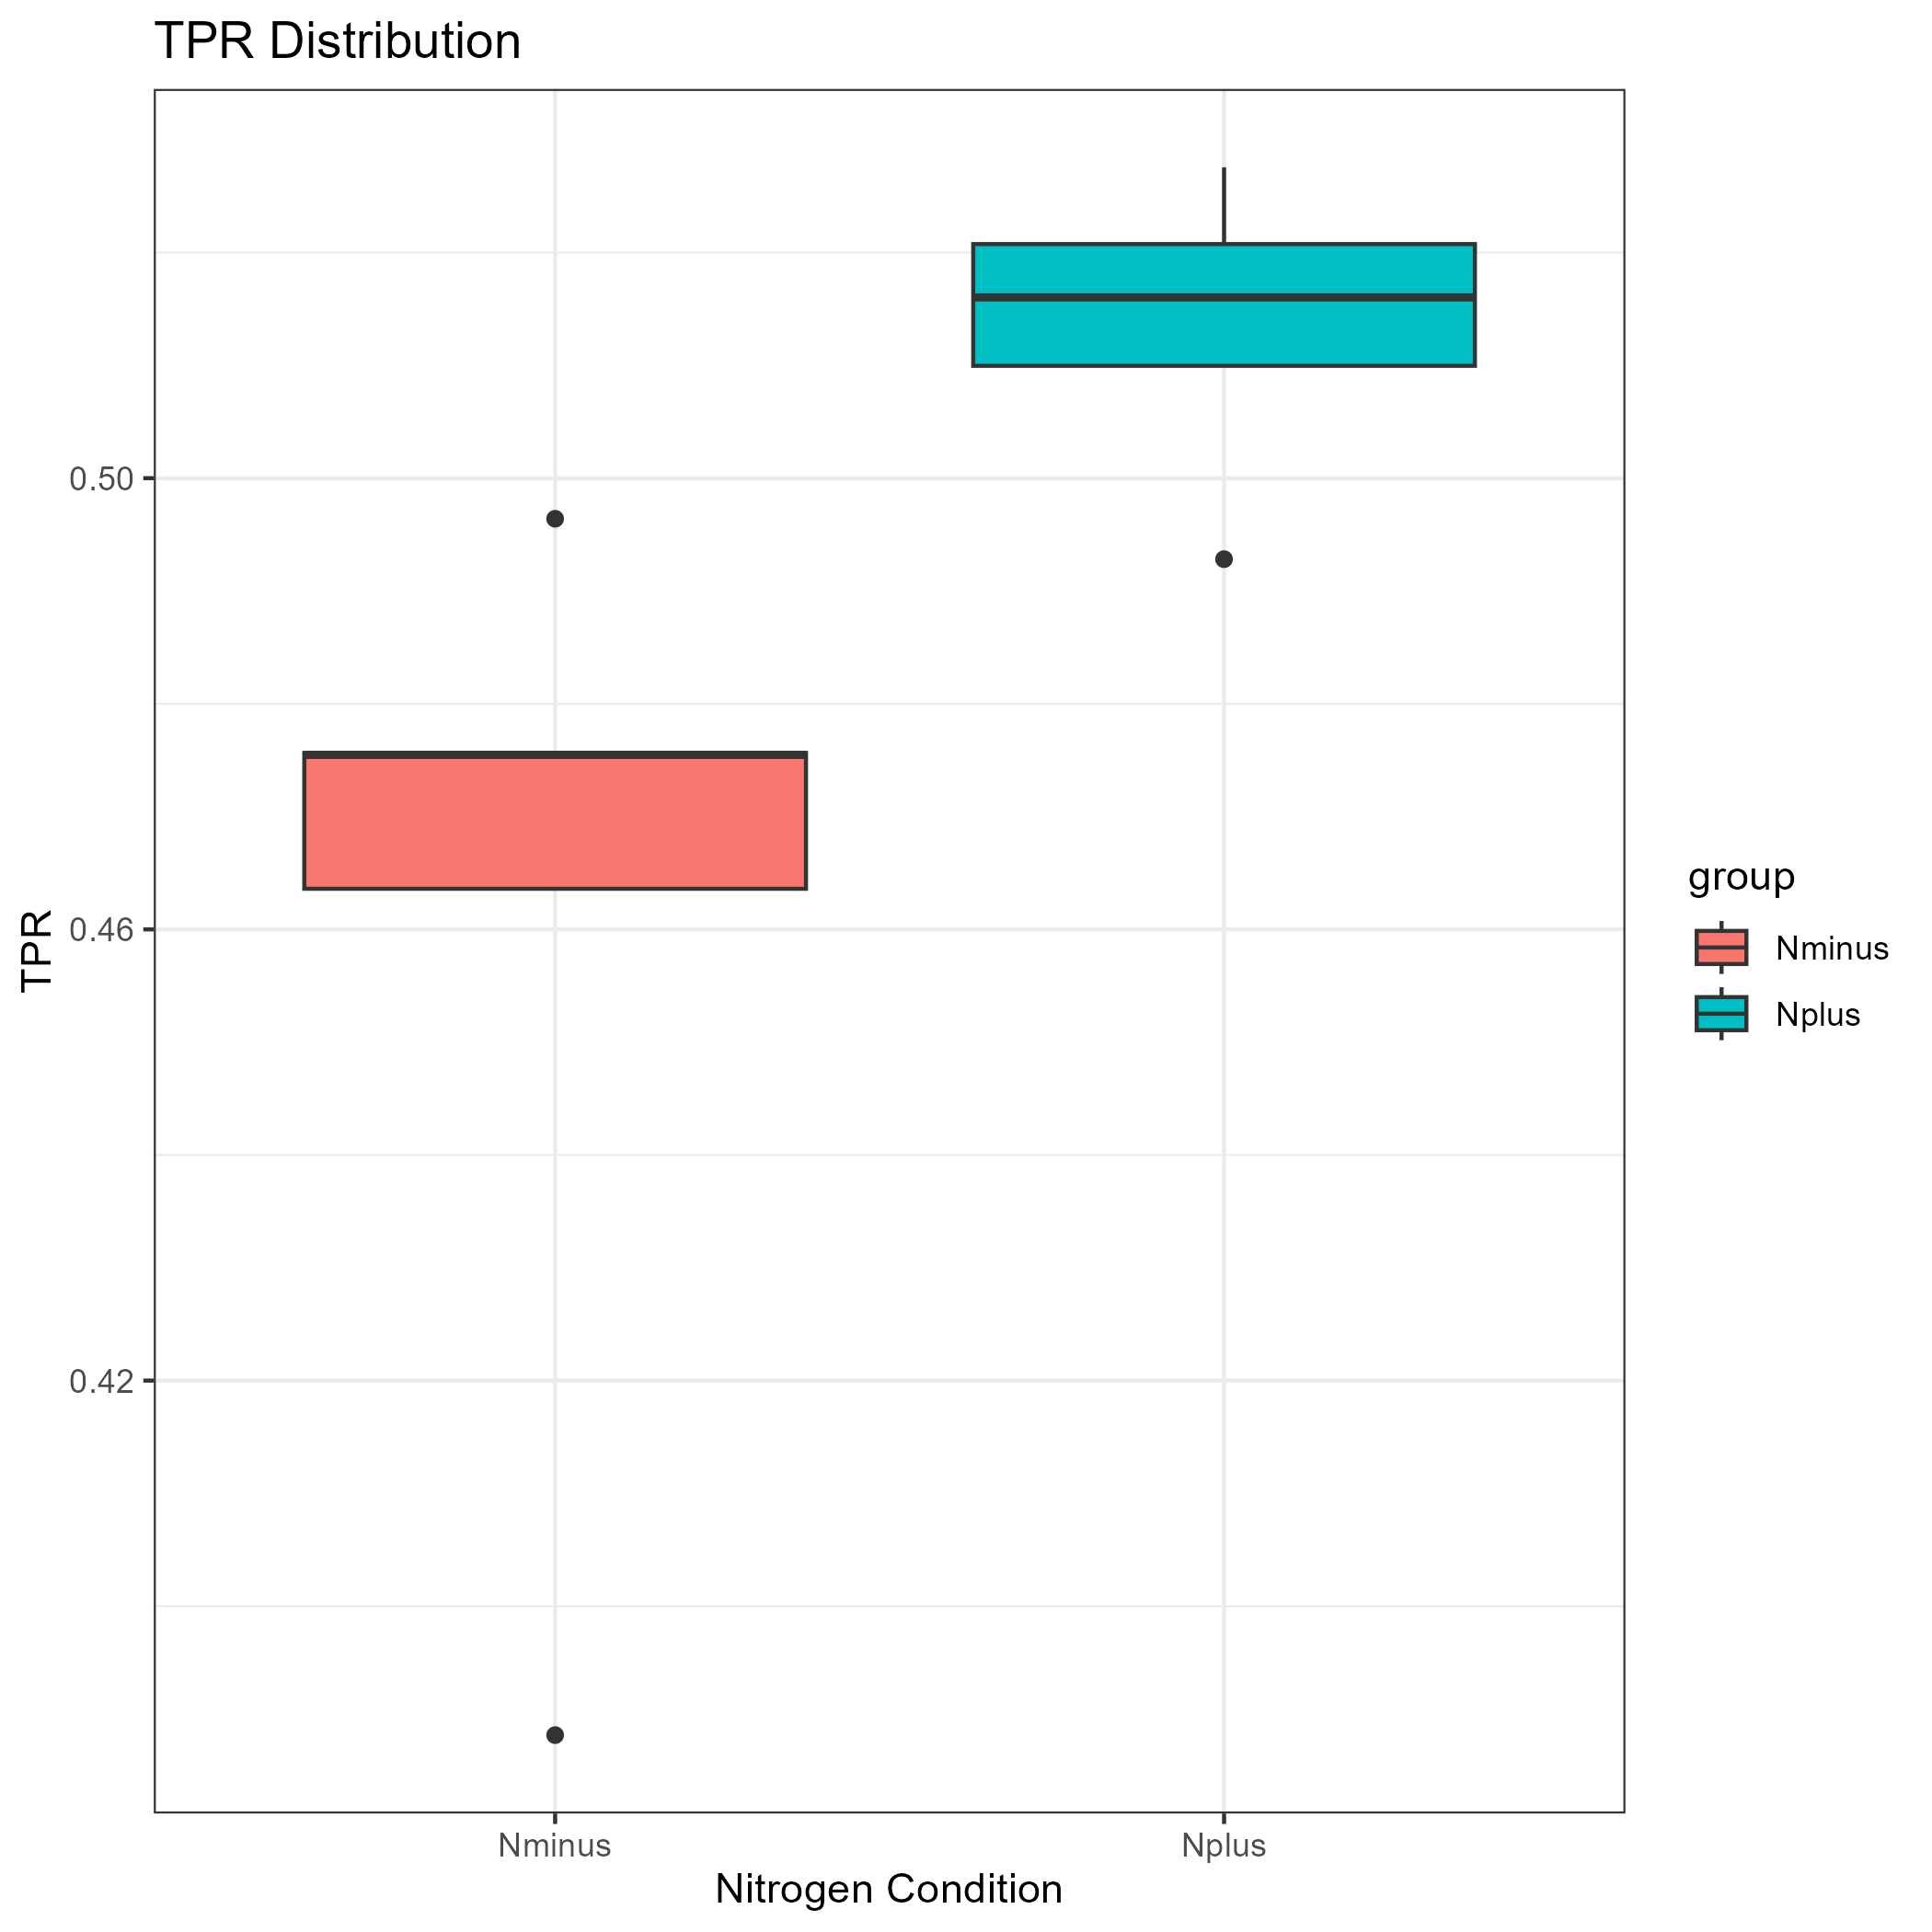 TPR Distribution
TPR
0.50
0.46
0.42
Nminus
Nplus
Nitrogen Condition
group
Nminus
Nplus